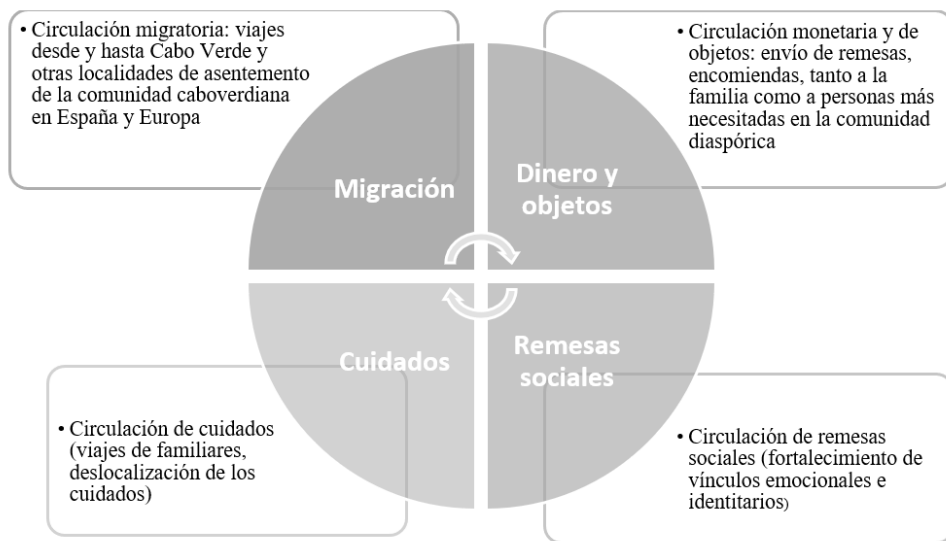 • Circulación migratoria: viajes
desde y hasta Cabo Verde y
otras localidades de asentemento
de la comunidad caboverdiana
en España y Europa
• Circulación monetaria y de
objetos: envío de remesas,
encomiendas, tanto a la
familia como a personas más
necesitadas en la comunidad
diaspórica
Migración
Dinero y
objetos
Cuidados
Remesas
sociales
• Circulación de cuidados
(viajes de familiares,
deslocalización de los
cuidados)
• Circulación de remesas
sociales (fortalecimiento de
vínculos emocionales e
identitarios)